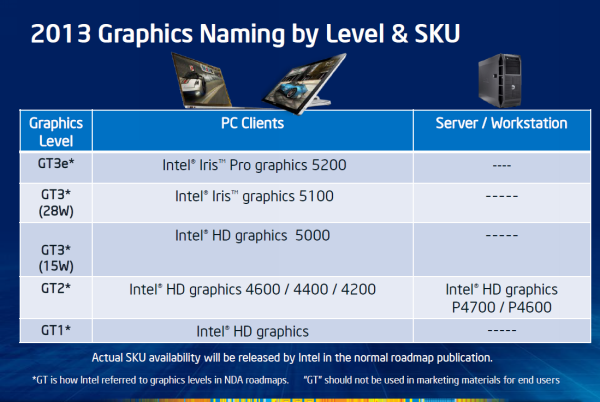 2013 Graphics Naming by Level & SKU
Graphics Level PC Clients Server / Workstation
GT3e* Intel® Iris™ Pro graphics 5200 ----
GT3* (28W) Intel® Iris™ graphics 5100 -----
GT3* (15W) Intel® HD graphics 5000 -----
GT2* Intel® HD graphics 4600 / 4400 / 4200 Intel® HD graphics P4700 / P4600
GT1* Intel® HD graphics -----
Actual SKU availability will be released by Intel in the normal roadmap publication.
*GT is how Intel referred to graphics levels in NDA roadmaps. "GT" should not be used in marketing materials for end users